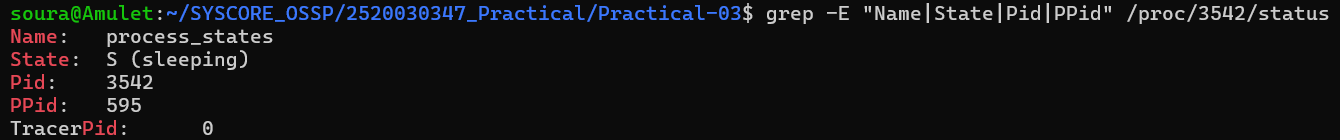 soura@Amulet:~/SYSCORE_OSSP/25200030347_Practical/Practical-03$ grep -E "Name|State|Pid|PPid" /proc/3542/status
Name:   process_states
State:  S (sleeping)
Pid:    3542
PPid:   595
TracerPid:      0